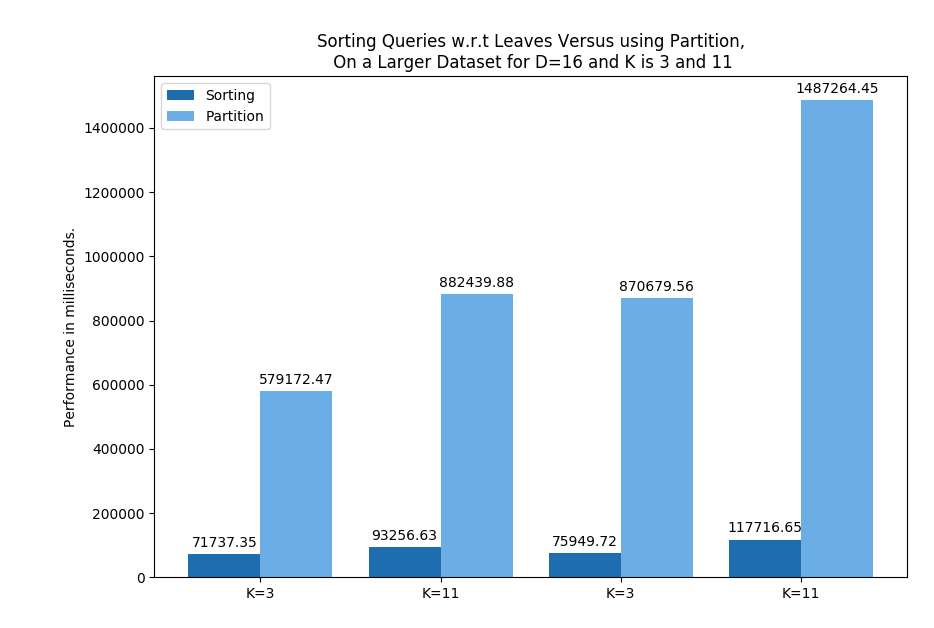 Sorting Queries w.r.t Leaves Versus using Partition,
On a Larger Dataset for D=16 and K is 3 and 11
Sorting
Partition
Performance in milliseconds.
1400000
1200000
1000000
800000
600000
400000
200000
0
71737.35
579172.47
93256.63
882439.88
75949.72
870679.56
117716.65
1487264.45
K=3
K=11
K=3
K=11